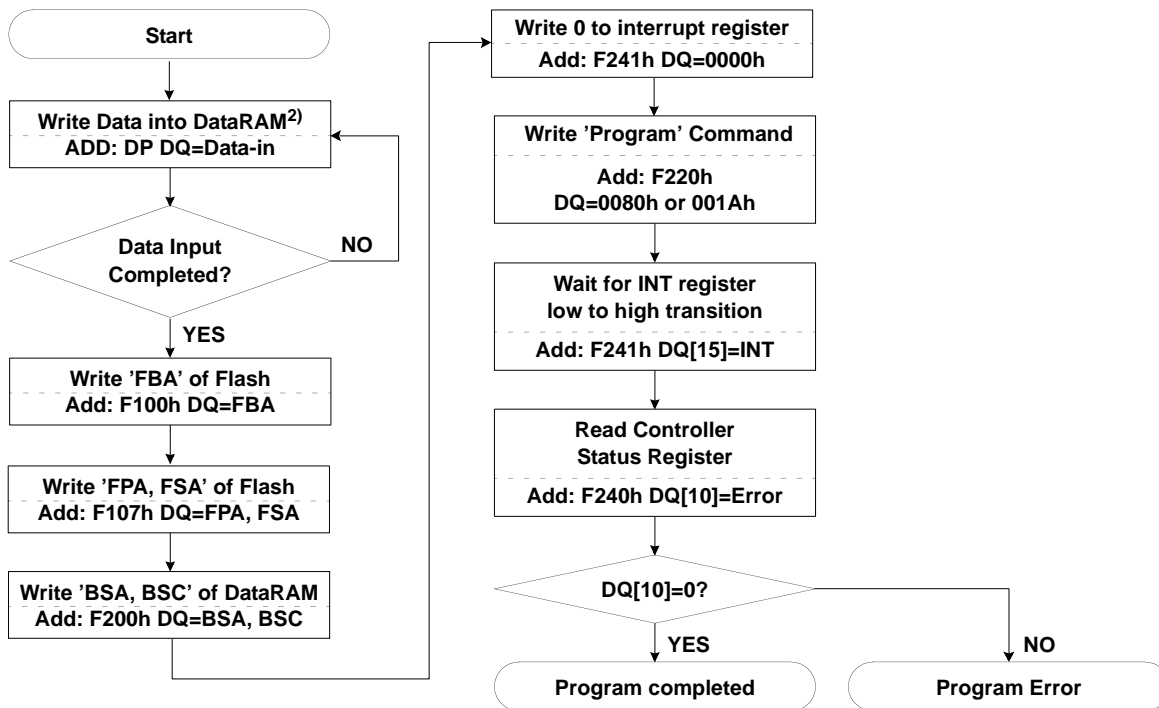 Start
Write Data into DataRAM2)
ADD: DP DQ=Data-in
Data Input
Completed?
NO
YES
Write 'FBA' of Flash
Add: F100h DQ=FBA
Write 'FPA, FSA' of Flash
Add: F107h DQ=FPA, FSA
Write 'BSA, BSC' of DataRAM
Add: F200h DQ=BSA, BSC
Write 0 to interrupt register
Add: F241h DQ=0000h
Write 'Program' Command
Add: F220h
DQ=0080h or 001Ah
Wait for INT register
low to high transition
Add: F241h DQ[15]=INT
Read Controller
Status Register
Add: F240h DQ[10]=Error
DQ[10]=0?
YES
NO
Program completed
Program Error